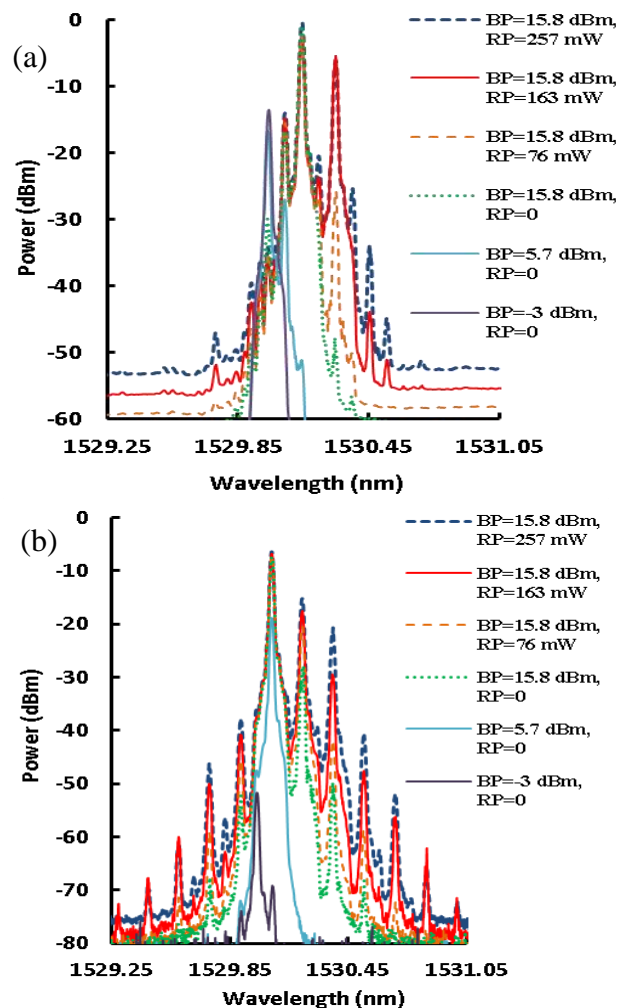 (a)
Power (dBm)
0
-10
-20
-30
-40
-50
-60
1529.25 1529.85 1530.45 1531.05
Wavelength (nm)
BP=15.8 dBm,
RP=257 mW
BP=15.8 dBm,
RP=163 mW
BP=15.8 dBm,
RP=76 mW
BP=15.8 dBm,
RP=0
BP=5.7 dBm,
RP=0
BP=-3 dBm,
RP=0
(b)
Power (dBm)
0
-10
-20
-30
-40
-50
-60
-70
-80
1529.25 1529.85 1530.45 1531.05
Wavelength (nm)
BP=15.8 dBm,
RP=257 mW
BP=15.8 dBm,
RP=163 mW
BP=15.8 dBm,
RP=76 mW
BP=15.8 dBm,
RP=0
BP=5.7 dBm,
RP=0
BP=-3 dBm,
RP=0